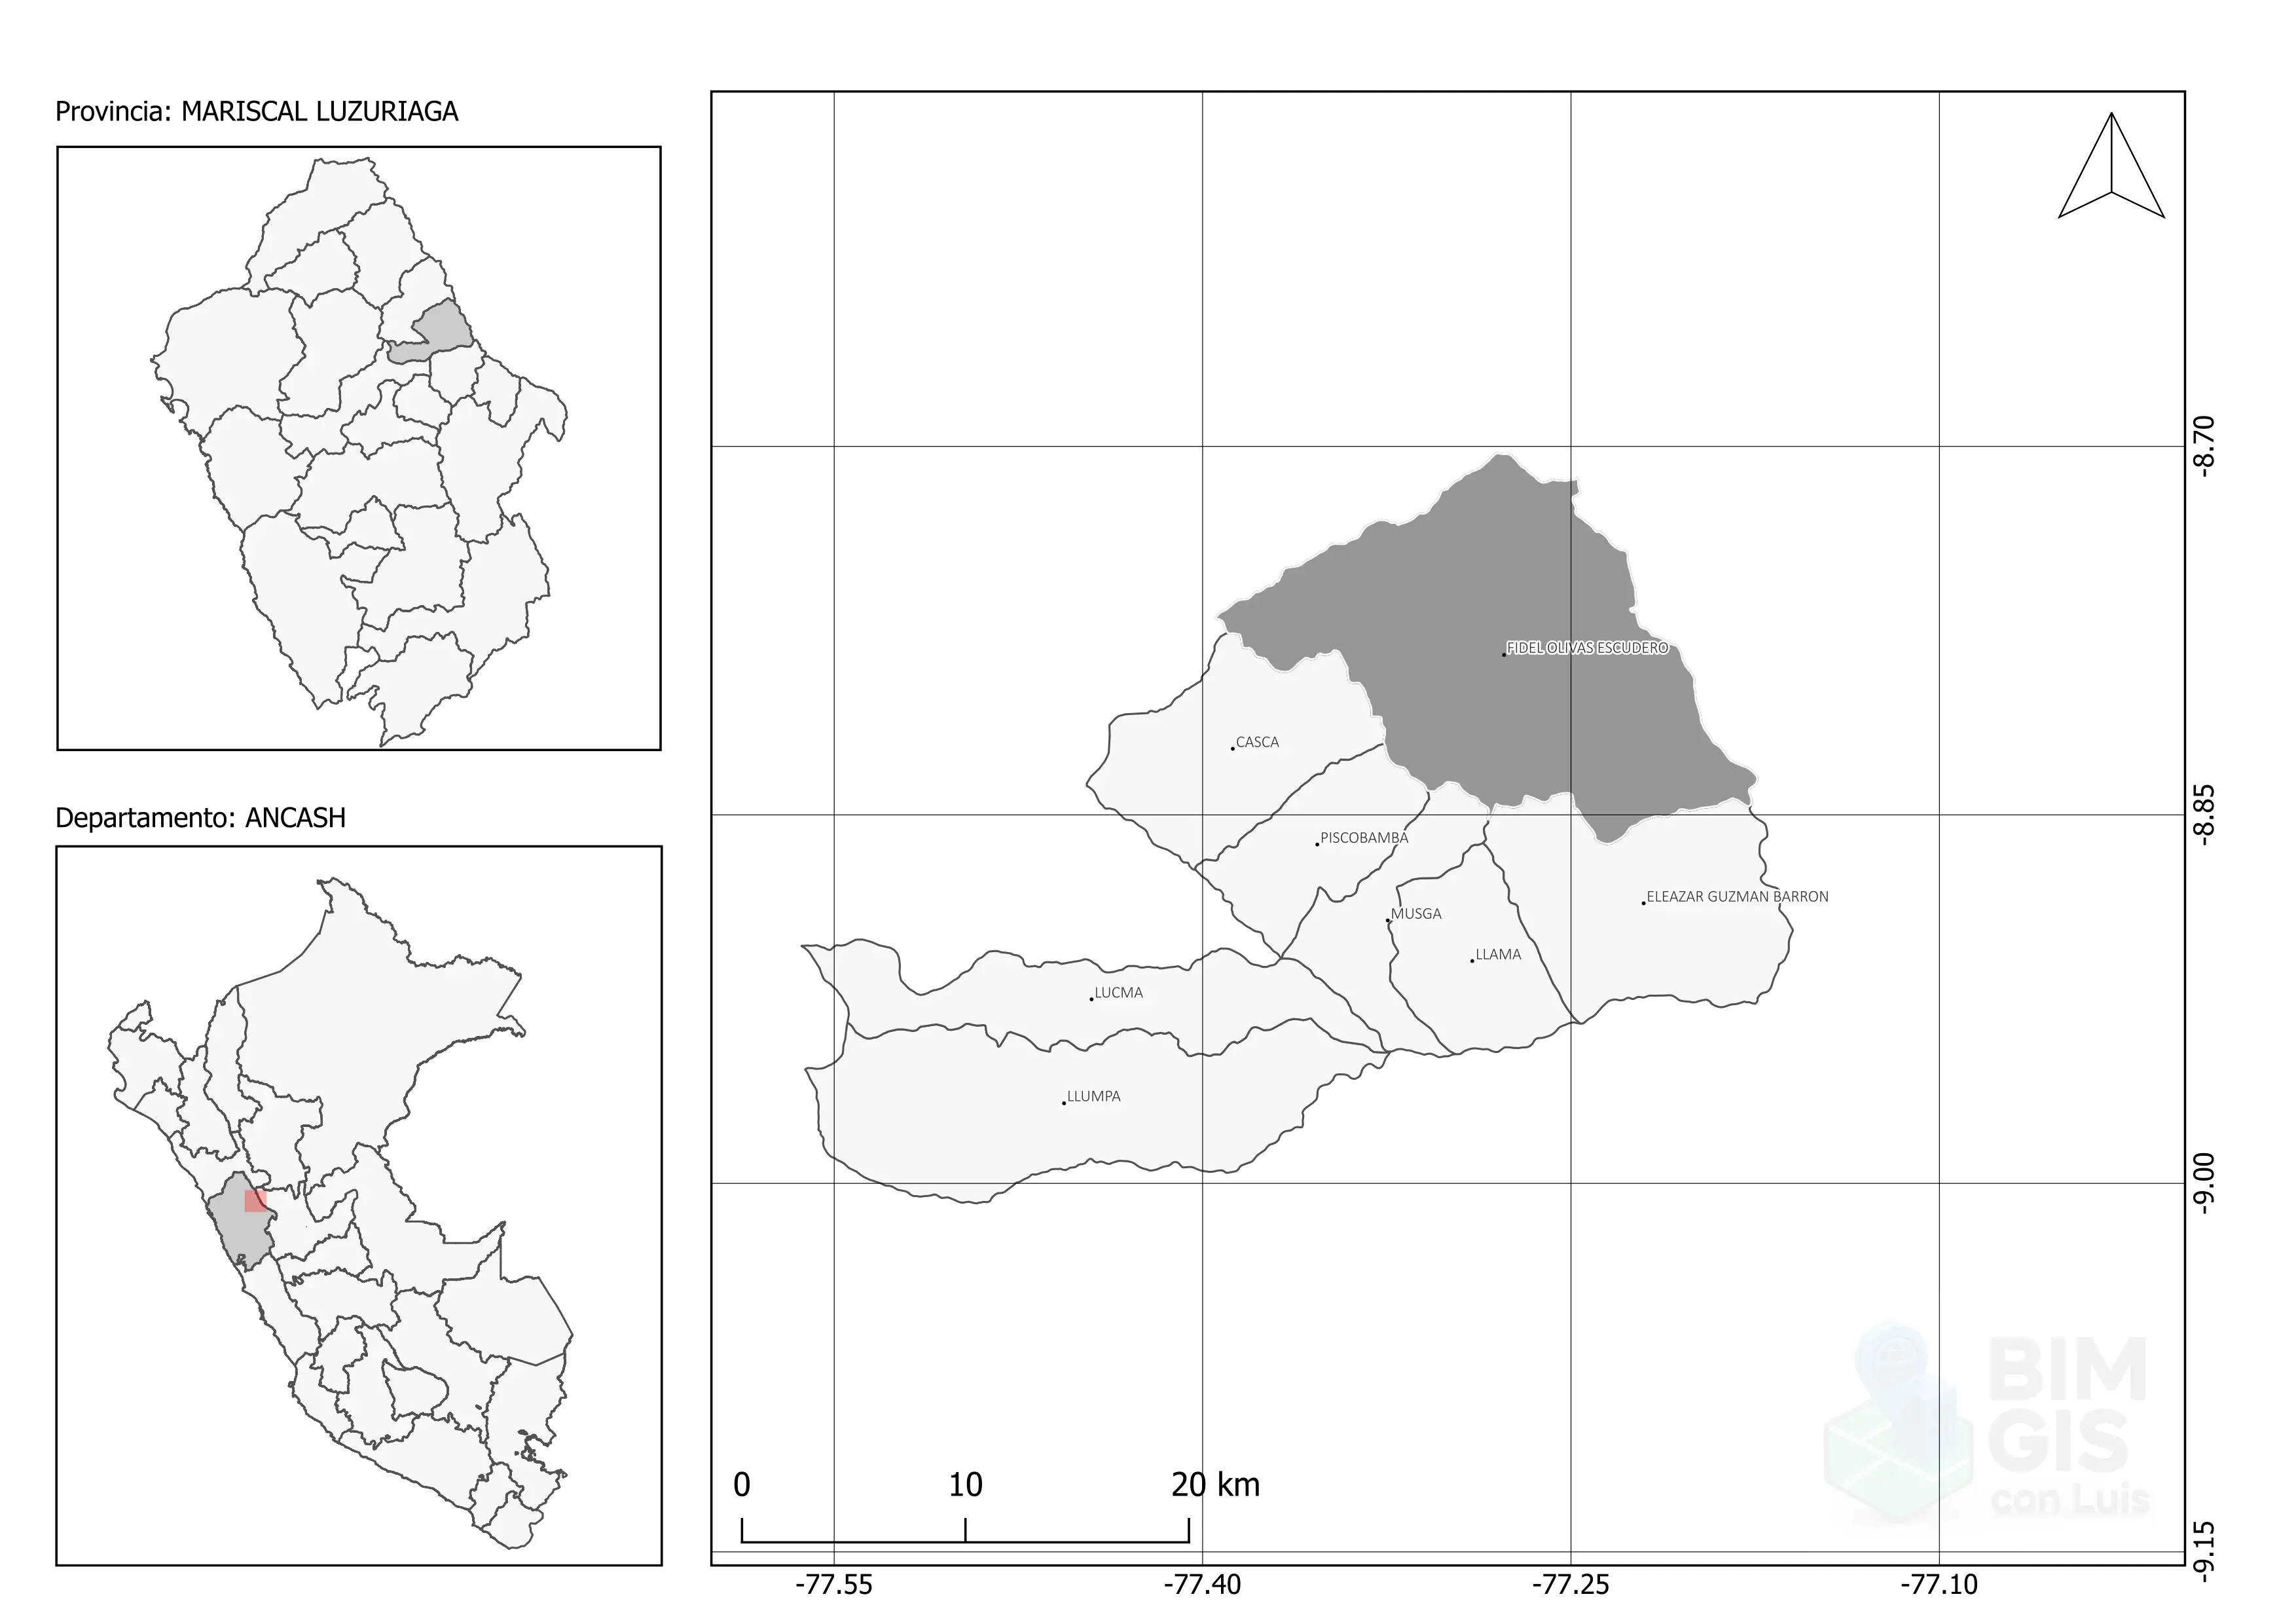 Provincia: MARISCAL LUZURIAGA
Departamento: ANCASH
FIDEL OLIVAS ESCUDERO
CASCA
PISCOBAMBA
ELEAZAR GUZMAN BARRON
MUSGA
LLAMA
LUCMA
LLUMPA
-8.70
-8.85
-9.00
-9.15
0 10 20 km
-77.55 -77.40 -77.25 -77.10
BIM
GIS
con Luis